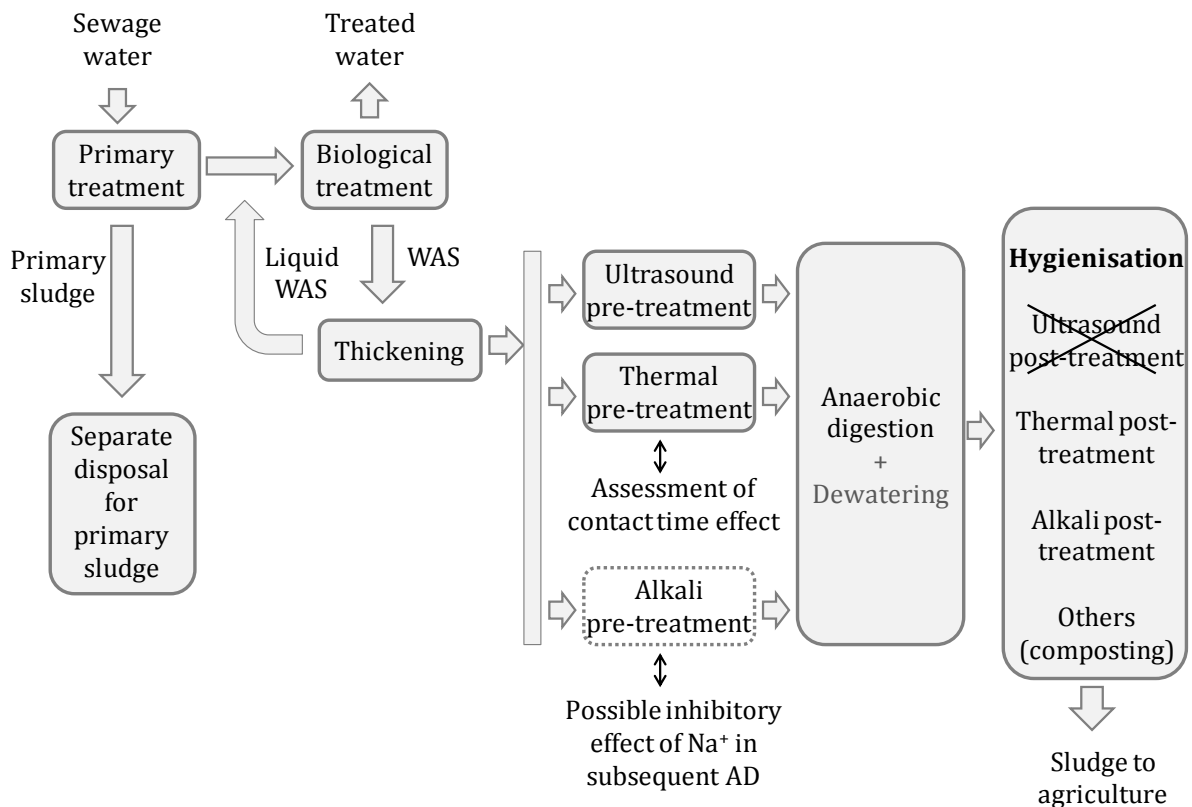 Sewage
water
Treated
water
Primary
treatment
Biological
treatment
Primary
sludge
Liquid
WAS
WAS
Thickening
Separate
disposal
for
primary
sludge
Ultrasound
pre-treatment
Thermal
pre-treatment
Assessment of
contact time effect
Alkali
pre-treatment
Possible inhibitory
effect of Na⁺ in
subsequent AD
Anaerobic
digestion
+
Dewatering
Hygienisation
Ultrasound
post-treatment
Thermal post-
treatment
Alkali post-
treatment
Others
(composting)
Sludge to
agriculture